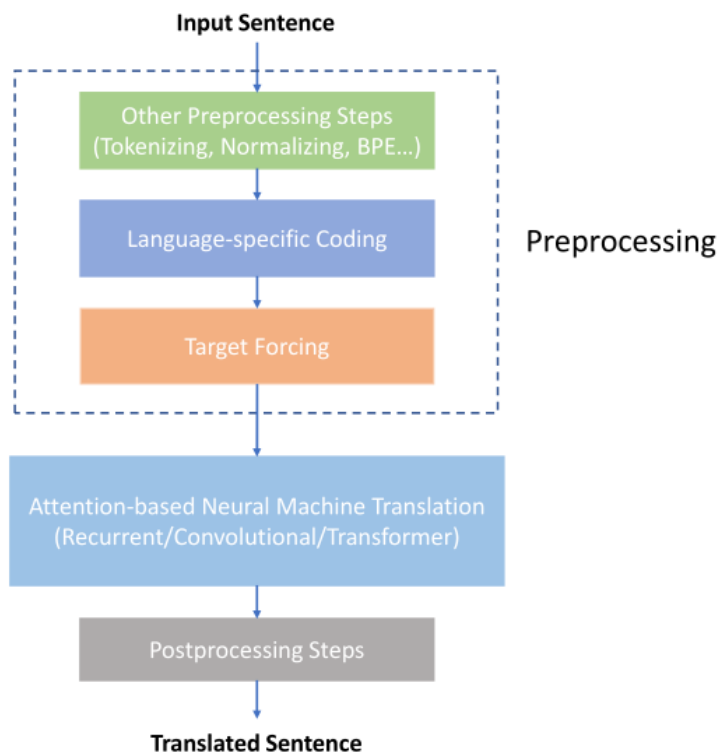 Input Sentence
Other Preprocessing Steps
(Tokenizing, Normalizing, BPE...)
Language-specific Coding
Preprocessing
Target Forcing
Attention-based Neural Machine Translation
(Recurrent/Convolutional/Transformer)
Postprocessing Steps
Translated Sentence